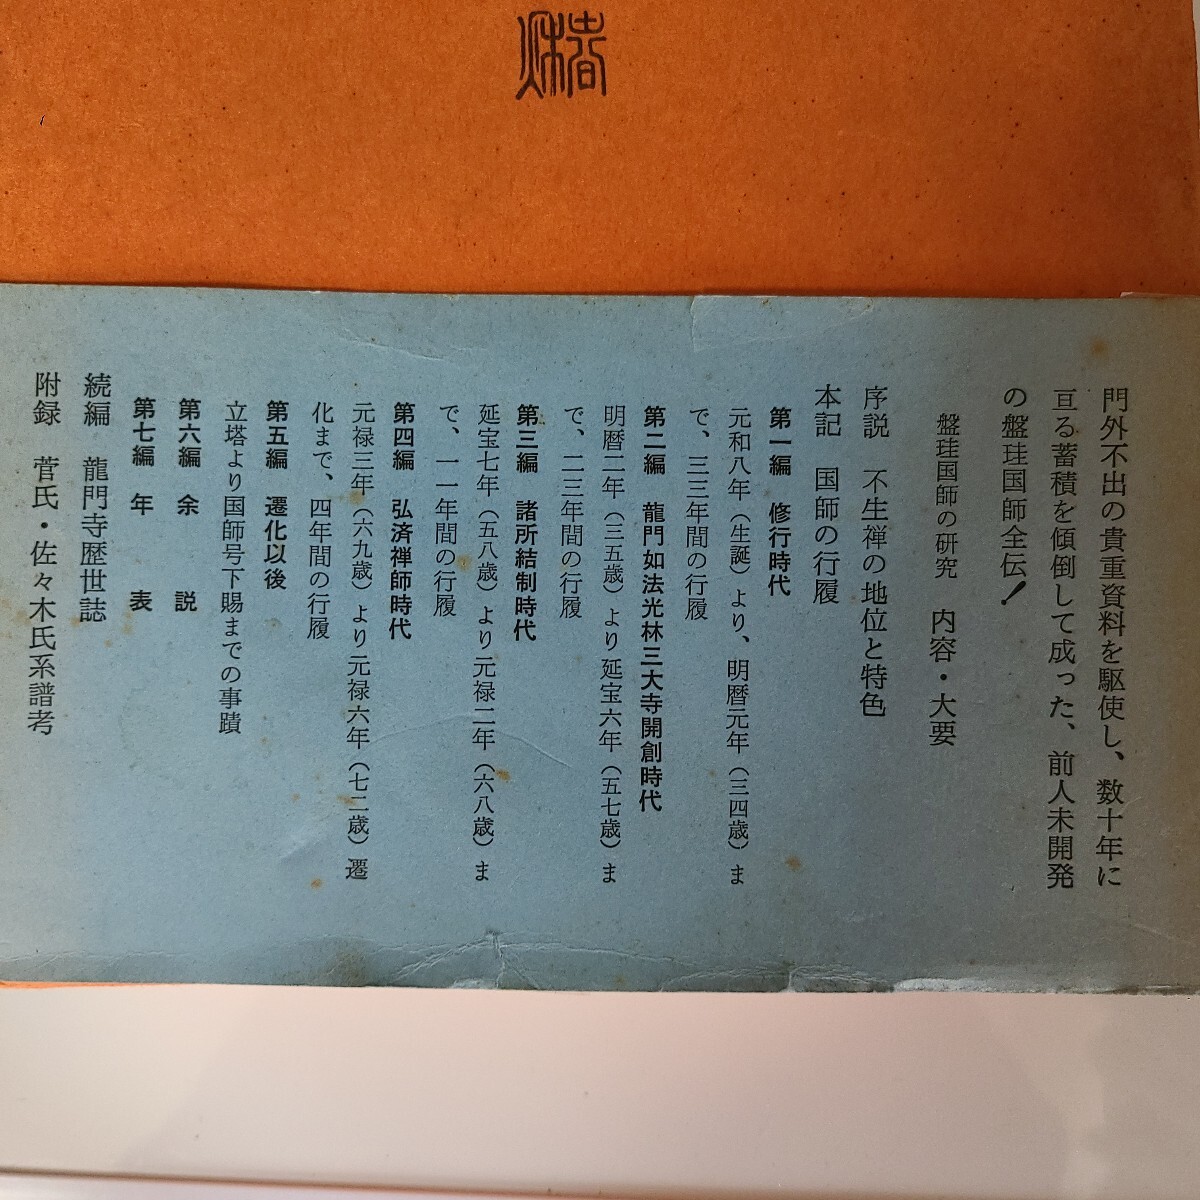 門外不出の貴重資料を駆使し、数十年に
亘る蓄積を傾倒して成った、前人未開発
の盤珪国師全伝！
盤珪国師の研究　内容・大要
序説　不生禅の地位と特色
本記　国師の行履
第一編　修行時代
元和八年（生誕）より、明暦元年（三四歳）ま
で、三三年間の行履
第二編　龍門如法光林三大寺開創時代
明暦二年（三五歳）より延宝六年（五七歳）ま
で、二三年間の行履
第三編　諸所結制時代
延宝七年（五八歳）より元禄二年（六八歳）ま
で、一一年間の行履
第四編　弘済禅師時代
元禄三年（六九歳）より元禄六年（七二歳）遷
化まで、四年間の行履
第五編　遷化以後
立塔より国師号下賜までの事蹟
第六編　余　説
第七編　年　表
続編　龍門寺歴世誌
附録　菅氏・佐々木氏系譜考